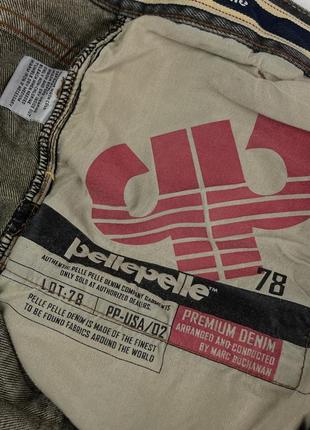 78
pellepelle™
AUTHENTIC PELLE PELLE DENIM COMPANY GARMENTS
ONLY SOLD AT AUTHORIZED DEALERS.
LOT:78
PP-USA/02
PELLE PELLE DENIM IS MADE OF THE FINEST
TO BE FOUND FABRICS AROUND THE WORLD
PREMIUM DENIM
ARRANGED AND CONDUCTED
BY MARC BUCHANAN